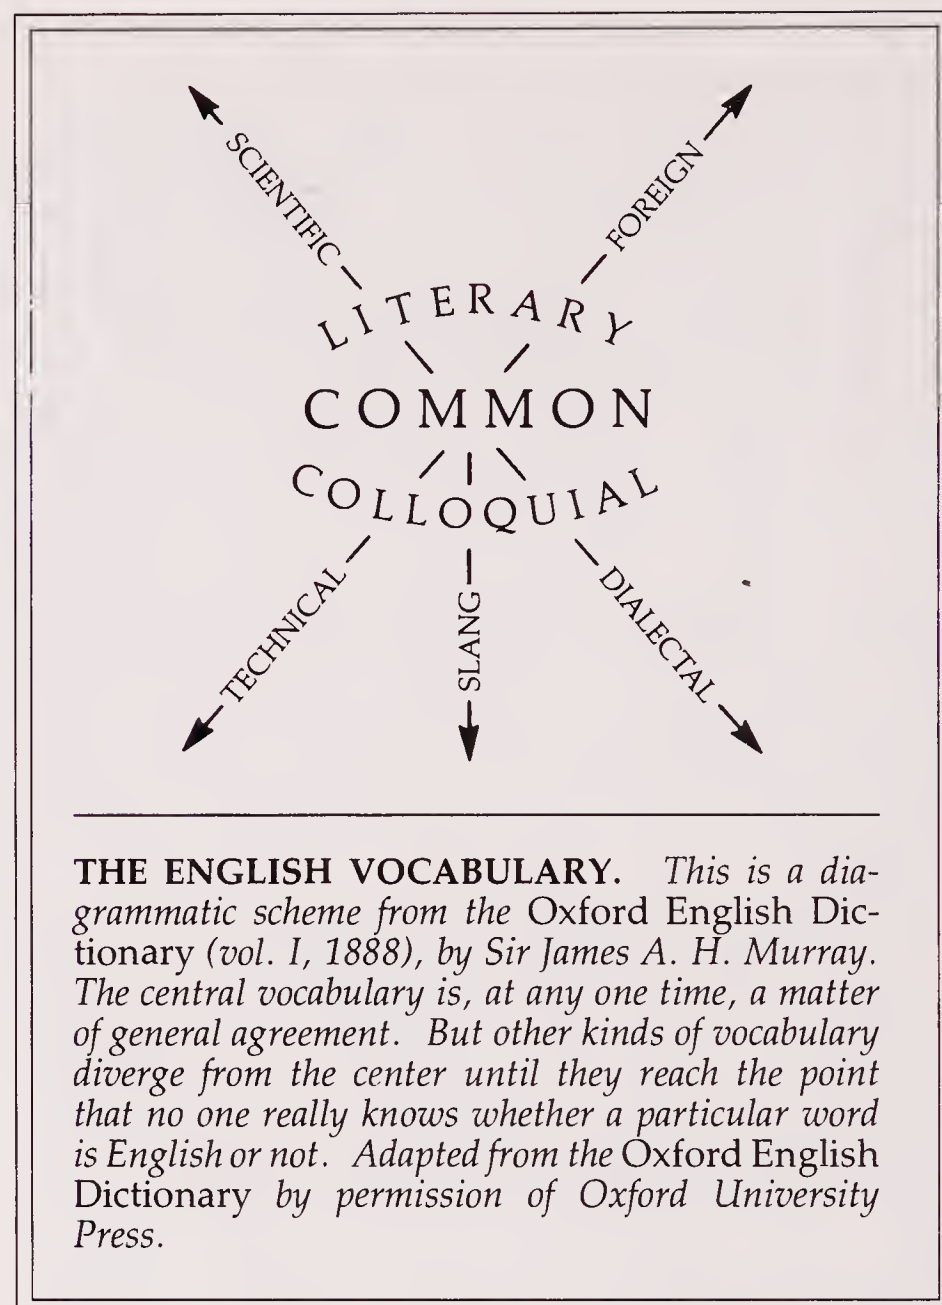 SCIENTIFIC
FOREIGN
LITERARY
COMMON
COLLOQUIAL
TECHNICAL
SLANG
DIALECTAL
THE ENGLISH VOCABULARY. This is a dia-
grammatic scheme from the Oxford English Dic-
tionary (vol. I, 1888), by Sir James A. H. Murray.
The central vocabulary is, at any one time, a matter
of general agreement. But other kinds of vocabulary
diverge from the center until they reach the point
that no one really knows whether a particular word
is English or not. Adapted from the Oxford English
Dictionary by permission of Oxford University
Press.